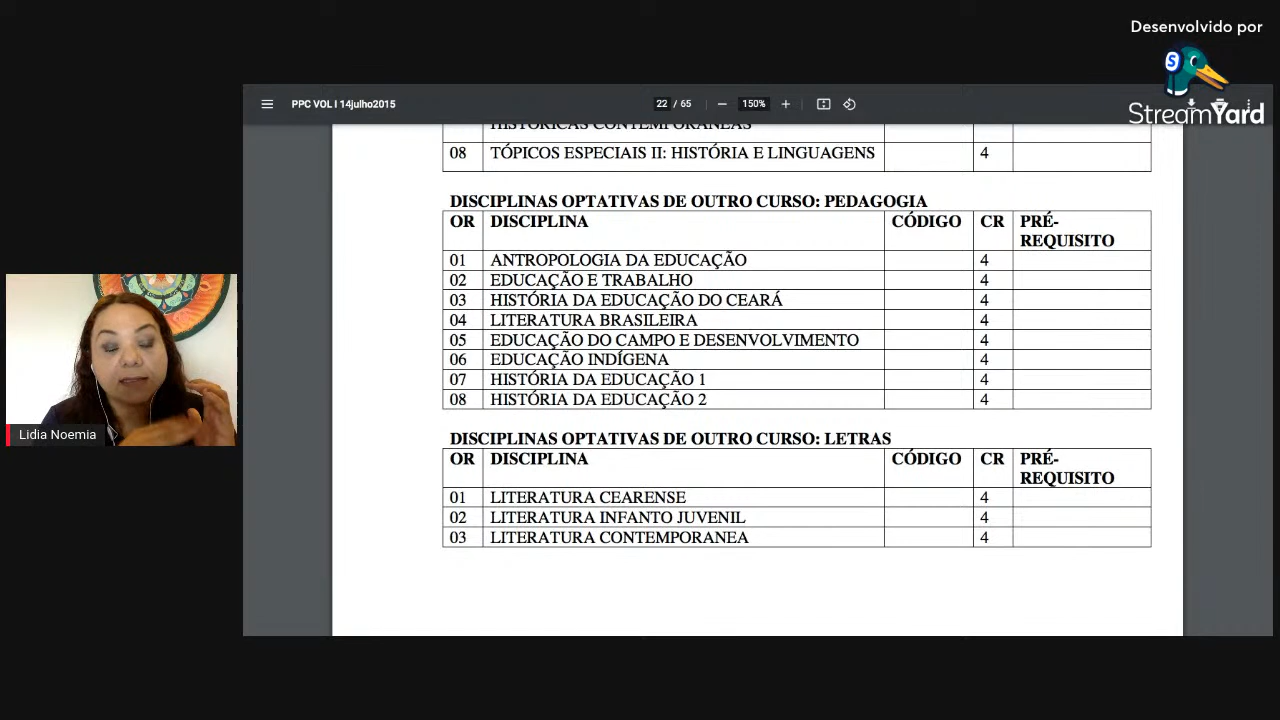 Desenvolvido por
StreamYard
PPC VOL I 14julho2015
22 / 65
150%
HISTÓRICAS CONTEMPORÂNEAS
08 TÓPICOS ESPECIAIS II: HISTÓRIA E LINGUAGENS 4
DISCIPLINAS OPTATIVAS DE OUTRO CURSO: PEDAGOGIA
OR DISCIPLINA CÓDIGO CR PRÉ-
REQUISITO
01 ANTROPOLOGIA DA EDUCAÇÃO 4
02 EDUCAÇÃO E TRABALHO 4
03 HISTÓRIA DA EDUCAÇÃO DO CEARÁ 4
04 LITERATURA BRASILEIRA 4
05 EDUCAÇÃO DO CAMPO E DESENVOLVIMENTO 4
06 EDUCAÇÃO INDÍGENA 4
07 HISTÓRIA DA EDUCAÇÃO 1 4
08 HISTÓRIA DA EDUCAÇÃO 2 4
DISCIPLINAS OPTATIVAS DE OUTRO CURSO: LETRAS
OR DISCIPLINA CÓDIGO CR PRÉ-
REQUISITO
01 LITERATURA CEARENSE 4
02 LITERATURA INFANTO JUVENIL 4
03 LITERATURA CONTEMPORANEA 4
Lidia Noemia